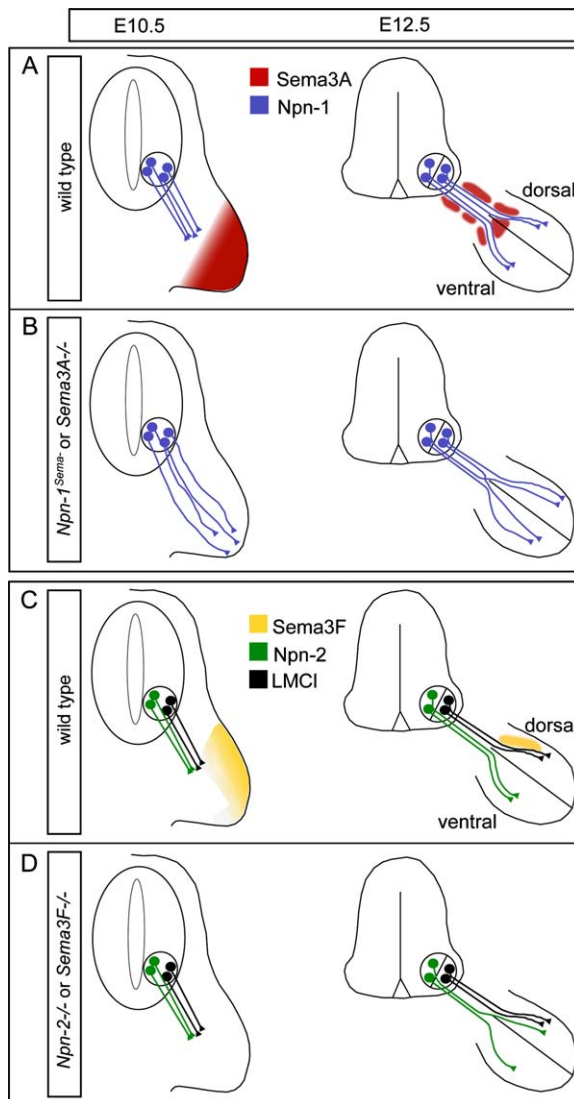 E10.5 E12.5
A
wild type
Sema3A
Npn-1
dorsal
ventral
B
Npn-1Sema- or Sema3A-/-
C
wild type
Sema3F
Npn-2
LMCl
dorsal
ventral
D
Npn-2-/- or Sema3F-/-